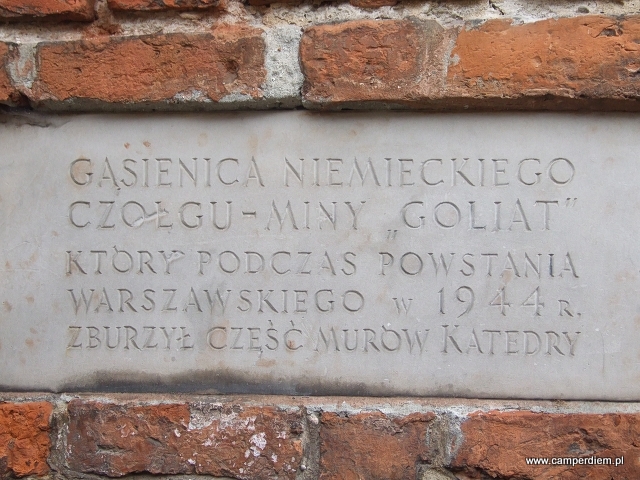 GĄSIENICA NIEMIECKIEGO
CZOŁGU-MINY „GOLIAT”
KTÓRY PODCZAS POWSTANIA
WARSZAWSKIEGO W 1944 R.
ZBURZYŁ CZĘŚĆ MURÓW KATEDRY
www.camperdiem.pl